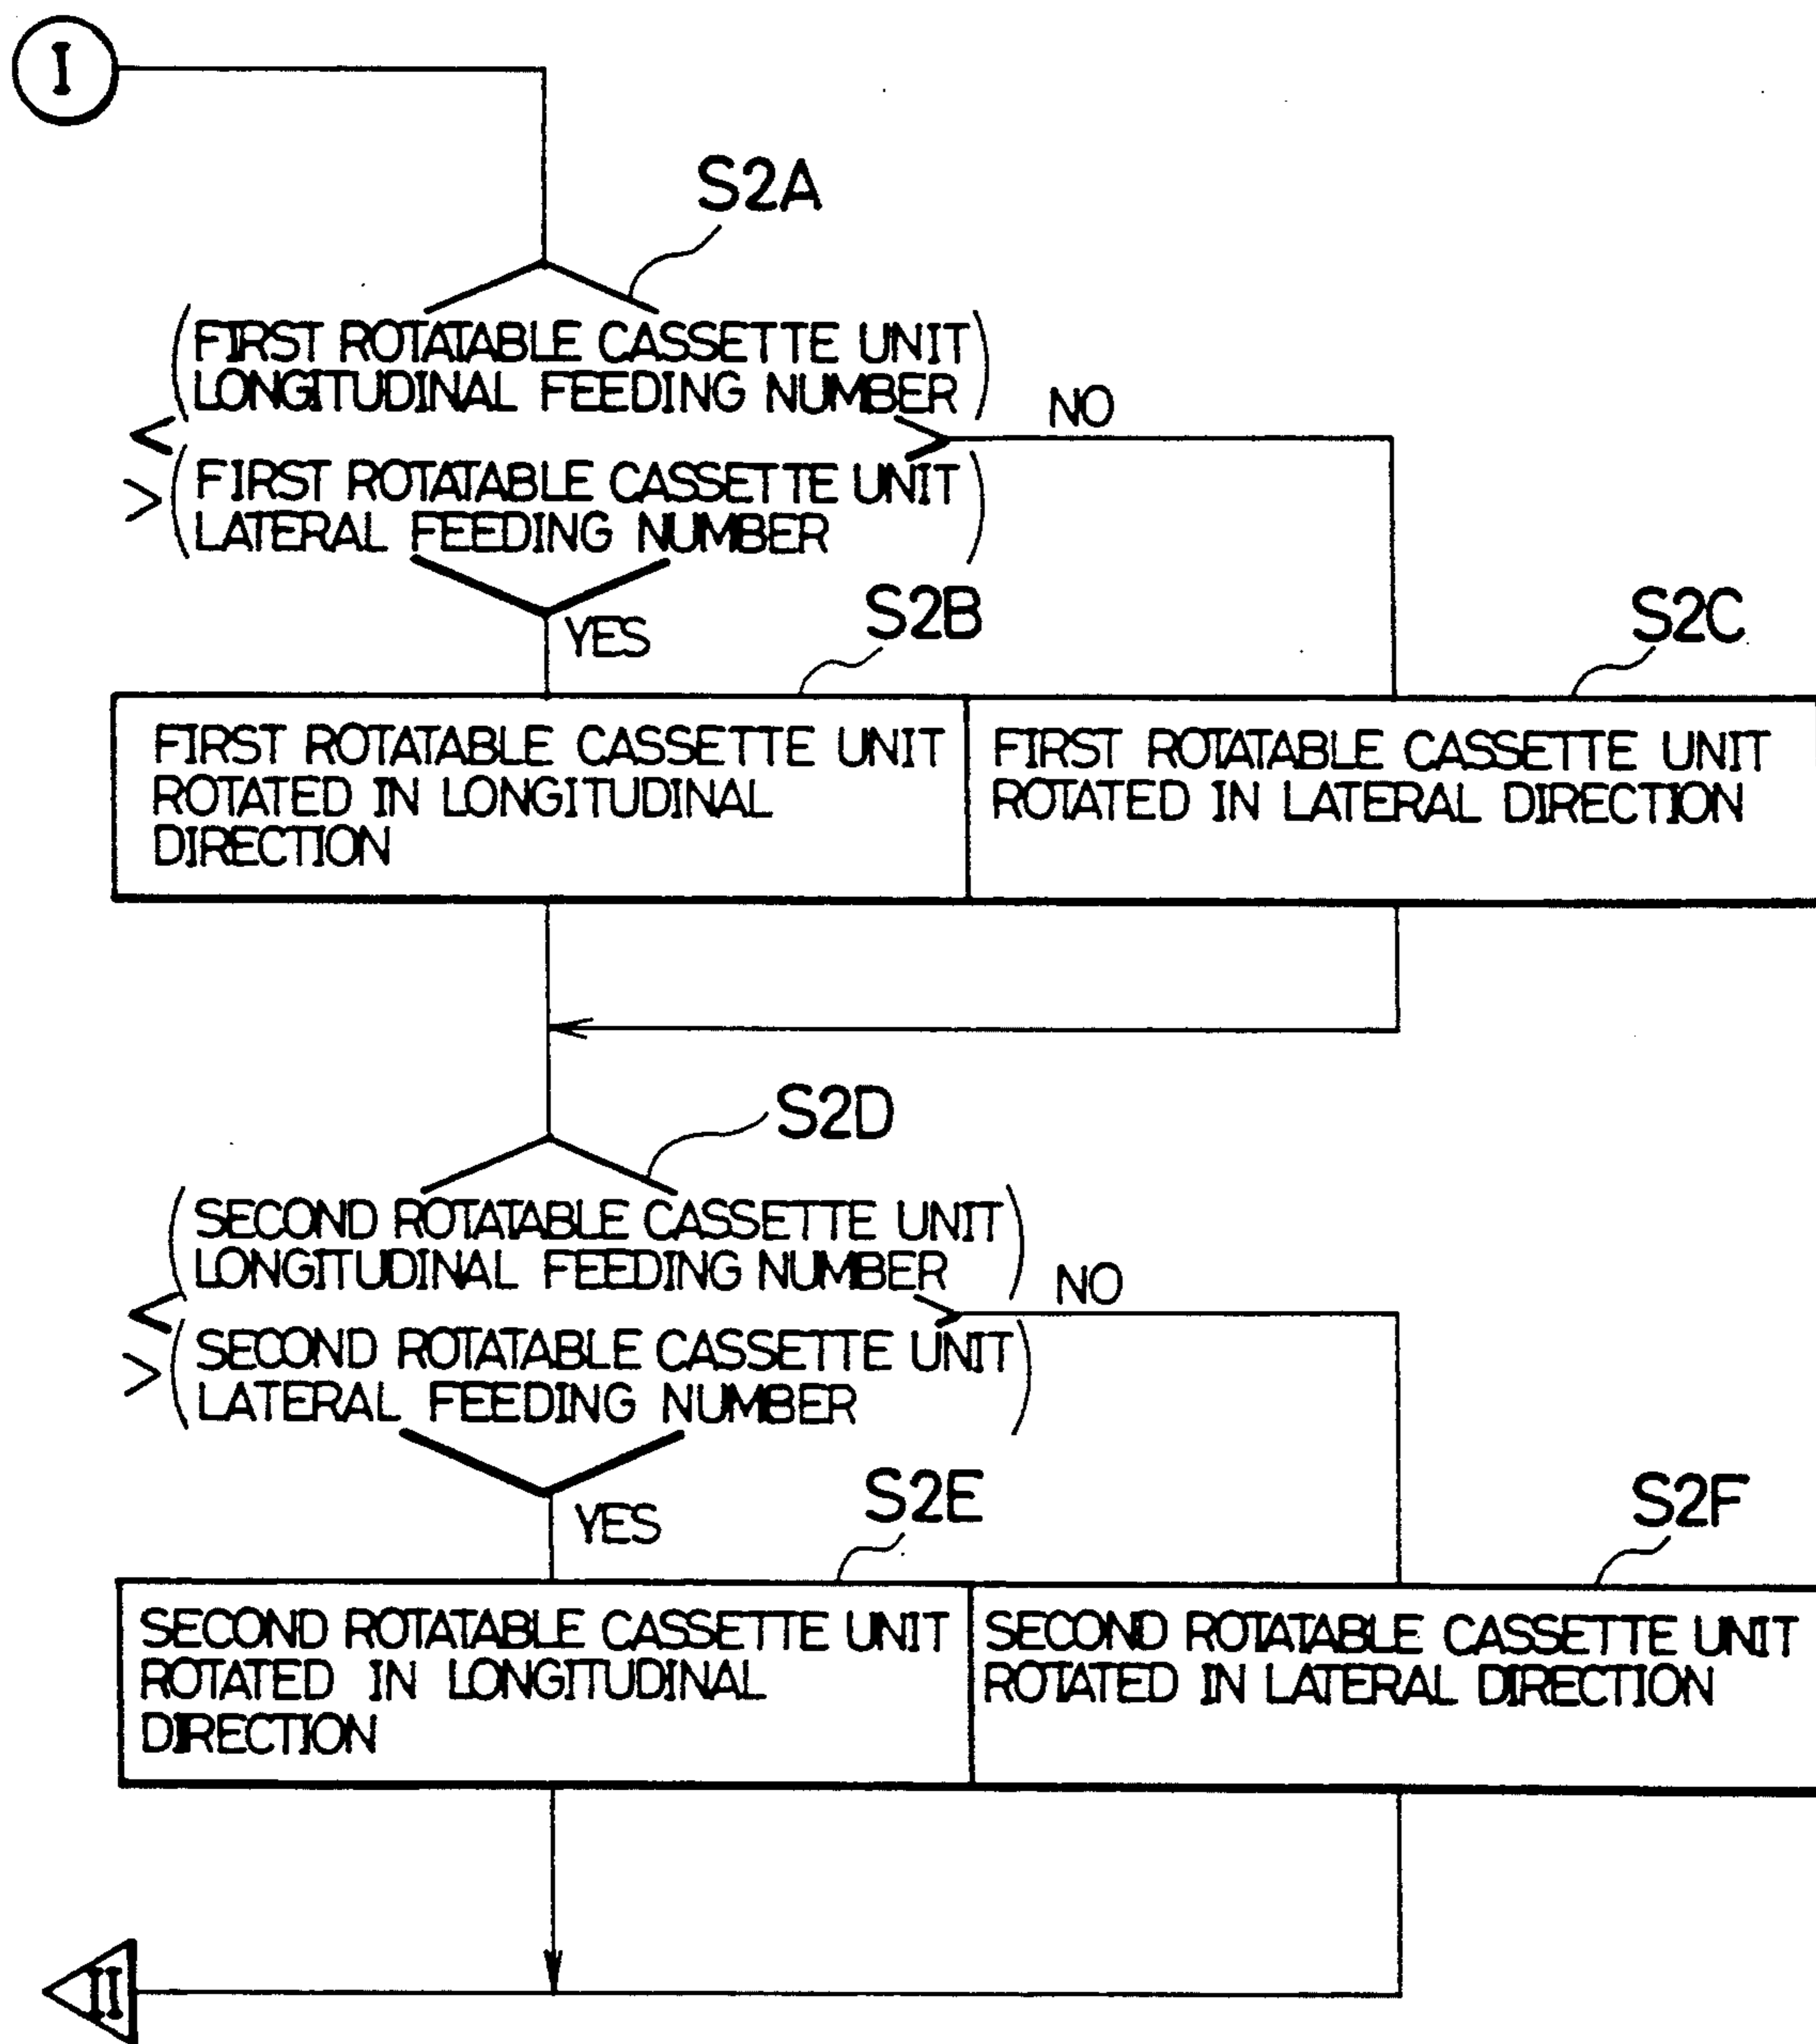 I
S2A
(FIRST ROTATABLE CASSETTE UNIT
LONGITUDINAL FEEDING NUMBER)
NO
>(FIRST ROTATABLE CASSETTE UNIT
LATERAL FEEDING NUMBER)
YES
S2B
S2C
FIRST ROTATABLE CASSETTE UNIT
ROTATED IN LONGITUDINAL
DIRECTION
FIRST ROTATABLE CASSETTE UNIT
ROTATED IN LATERAL DIRECTION
S2D
(SECOND ROTATABLE CASSETTE UNIT
LONGITUDINAL FEEDING NUMBER)
NO
>(SECOND ROTATABLE CASSETTE UNIT
LATERAL FEEDING NUMBER)
YES
S2E
S2F
SECOND ROTATABLE CASSETTE UNIT
ROTATED IN LONGITUDINAL
DIRECTION
SECOND ROTATABLE CASSETTE UNIT
ROTATED IN LATERAL DIRECTION
II